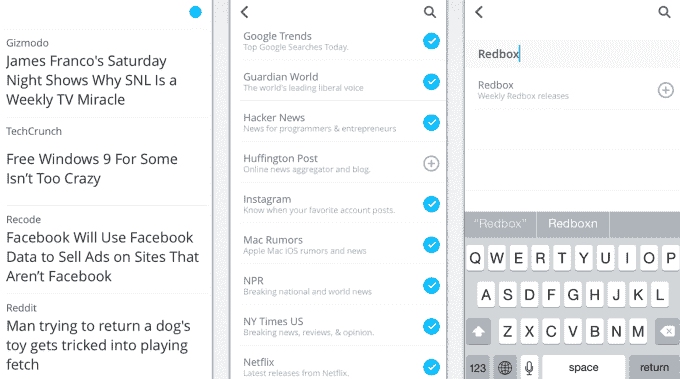 Gizmodo
James Franco's Saturday
Night Shows Why SNL Is a
Weekly TV Miracle
TechCrunch
Free Windows 9 For Some
Isn't Too Crazy
Recode
Facebook Will Use Facebook
Data to Sell Ads on Sites That
Aren't Facebook
Reddit
Man trying to return a dog's
toy gets tricked into playing
fetch
Google Trends
Top Google Searches Today.
Guardian World
The world's leading liberal voice
Hacker News
News for programmers & entrepreneurs
Huffington Post
Online news aggregator and blog.
Instagram
Know when your favorite account posts.
Mac Rumors
Apple Mac iOS rumors and news
NPR
Breaking national and world news
NY Times US
Breaking news, reviews, & opinion.
Netflix
Latest releases from Netflix.
Redbox
Redbox
Weekly Redbox releases
"Redbox" Redboxn
Q W E R T Y U I O P
A S D F G H J K L
Z X C V B N M
123 space return